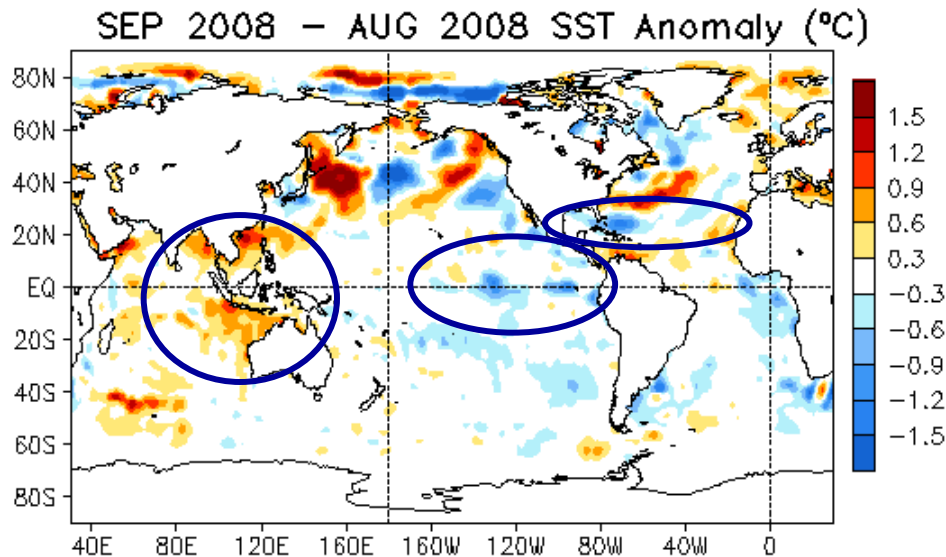 SEP 2008 – AUG 2008 SST Anomaly (ºC)
80N
60N
40N
20N
EQ
20S
40S
60S
80S
40E 80E 120E 160E 160W 120W 80W 40W 0
1.5
1.2
0.9
0.6
0.3
−0.3
−0.6
−0.9
−1.2
−1.5